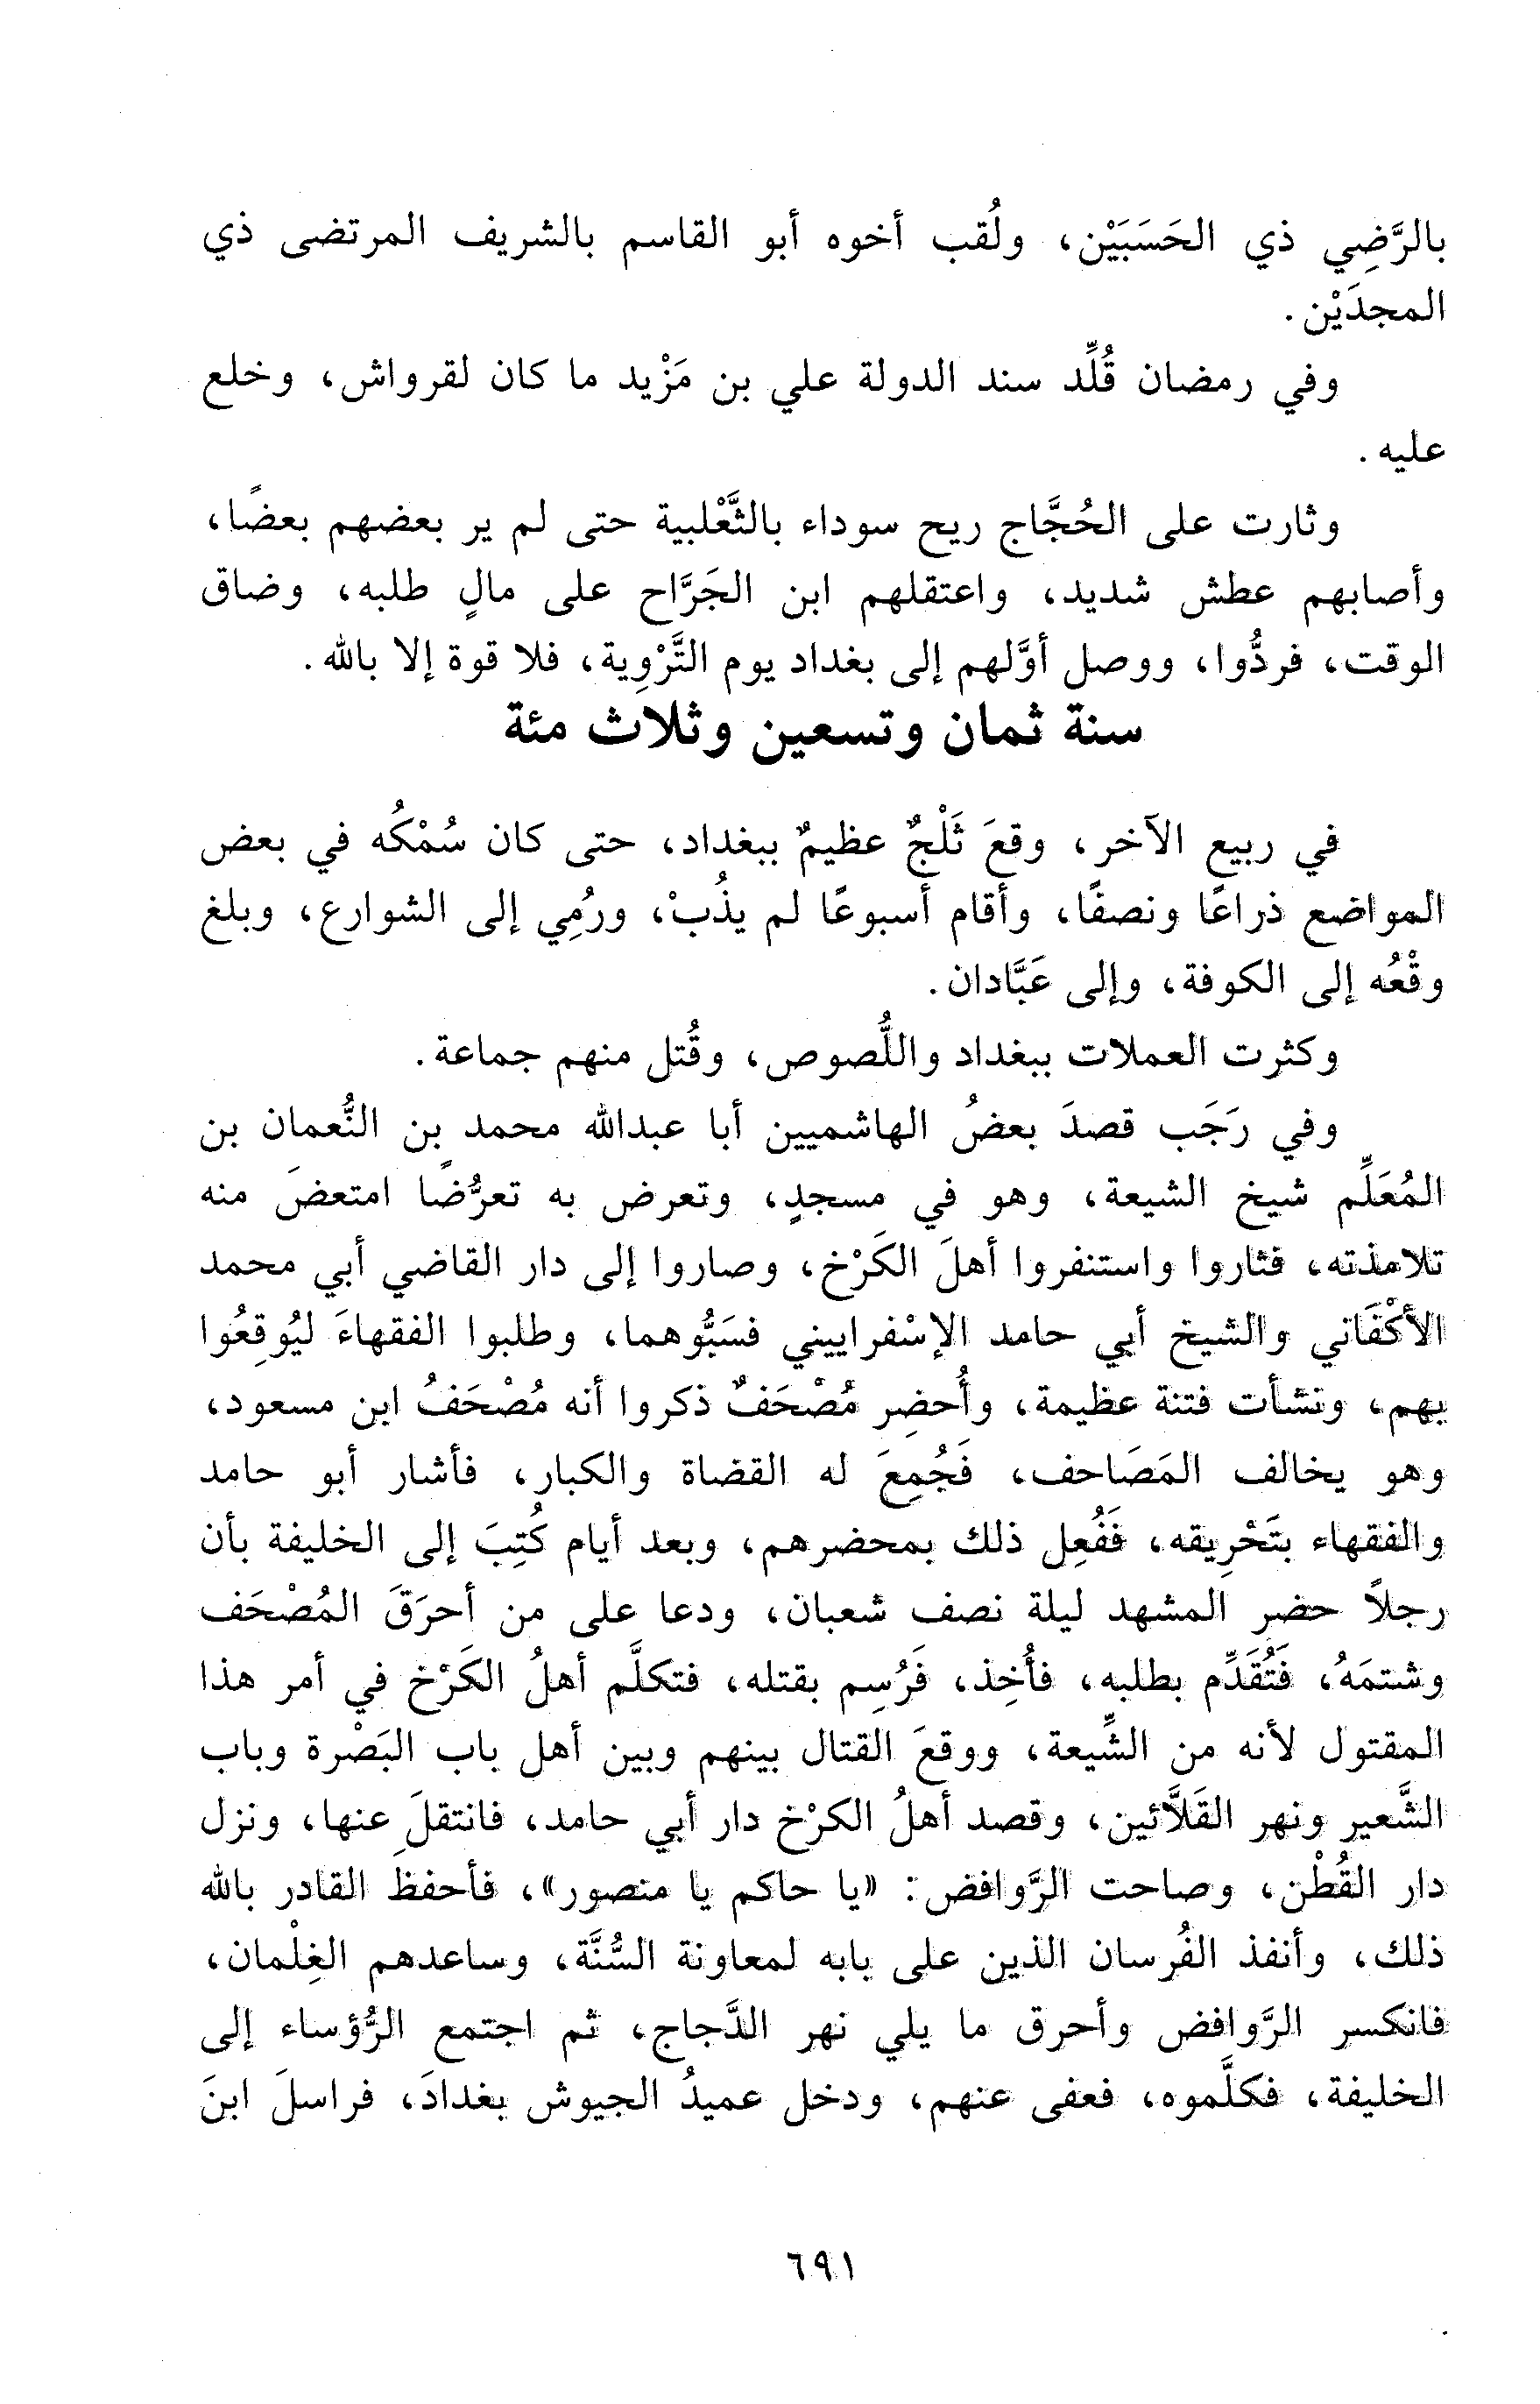 بالرَّضِي ذي الحَسَبَيْن، ولُقب أخوه أبو القاسم بالشريف المرتضى ذي
المجدَيْن.
وفي رمضان قُلِّد سند الدولة علي بن مَزْيد ما كان لقرواش، وخلع
عليه.
وثارت على الحُجَّاج ريح سوداء بالثَّعْلبية حتى لم ير بعضهم بعضًا،
وأصابهم عطش شديد، واعتقلهم ابن الجَرَّاح على مالٍ طلبه، وضاق
الوقت، فردُّوا، ووصل أوَّلهم إلى بغداد يوم التَّرْوِية، فلا قوة إلا بالله.
سنة ثمان وتسعين وثلاث مئة
في ربيع الآخر، وقعَ ثَلْجٌ عظيمٌ ببغداد، حتى كان سُمْكُه في بعض
المواضع ذراعًا ونصفًا، وأقام أسبوعًا لم يذُبْ، ورُمِي إلى الشوارع، وبلغ
وقْعُه إلى الكوفة، وإلى عَبَّادان.
وكثرت العملات ببغداد واللُّصوص، وقُتل منهم جماعة.
وفي رَجَب قصدَ بعضُ الهاشميين أبا عبدالله محمد بن النُّعمان بن
المُعَلِّم شيخ الشيعة، وهو في مسجدٍ، وتعرض به تعرُّضًا امتعضَ منه
تلامذته، فثاروا واستنفروا أهلَ الكَرْخ، وصاروا إلى دار القاضي أبي محمد
الأكْفَاني والشيخ أبي حامد الإسْفراييني فسَبُّوهما، وطلبوا الفقهاءَ ليُوقِعُوا
بهم، ونشأت فتنة عظيمة، وأُحضِر مُصْحَفٌ ذكروا أنه مُصْحَفُ ابن مسعود،
وهو يخالف المَصَاحف، فَجُمِعَ له القضاة والكبار، فأشار أبو حامد
والفقهاء بتَحْرِيقه، ففُعِل ذلك بمحضرهم، وبعد أيام كُتِبَ إلى الخليفة بأن
رجلاً حضر المشهد ليلة نصف شعبان، ودعا على من أحرَقَ المُصْحَف
وشتمَهُ، فَتُقَدِّم بطلبه، فأُخِذ، فَرُسِم بقتله، فتكلَّم أهلُ الكَرْخ في أمر هذا
المقتول لأنه من الشِّيعة، ووقعَ القتال بينهم وبين أهل باب البَصْرة وباب
الشَّعير ونهر القَلاَّئين، وقصد أهلُ الكرْخ دار أبي حامد، فانتقلَ عنها، ونزل
دار القُطْن، وصاحت الرَّوافض: «يا حاكم يا منصور»، فأحفظ القادر بالله
ذلك، وأنفذ الفُرسان الذين على بابه لمعاونة السُّنَّة، وساعدهم الغِلْمان،
فانكسر الرَّوافض وأحرق ما يلي نهر الدَّجاج، ثم اجتمع الرُّؤساء إلى
الخليفة، فكلَّموه، فعفى عنهم، ودخل عميدُ الجيوش بغدادَ، فراسلَ ابنَ
٦٩١